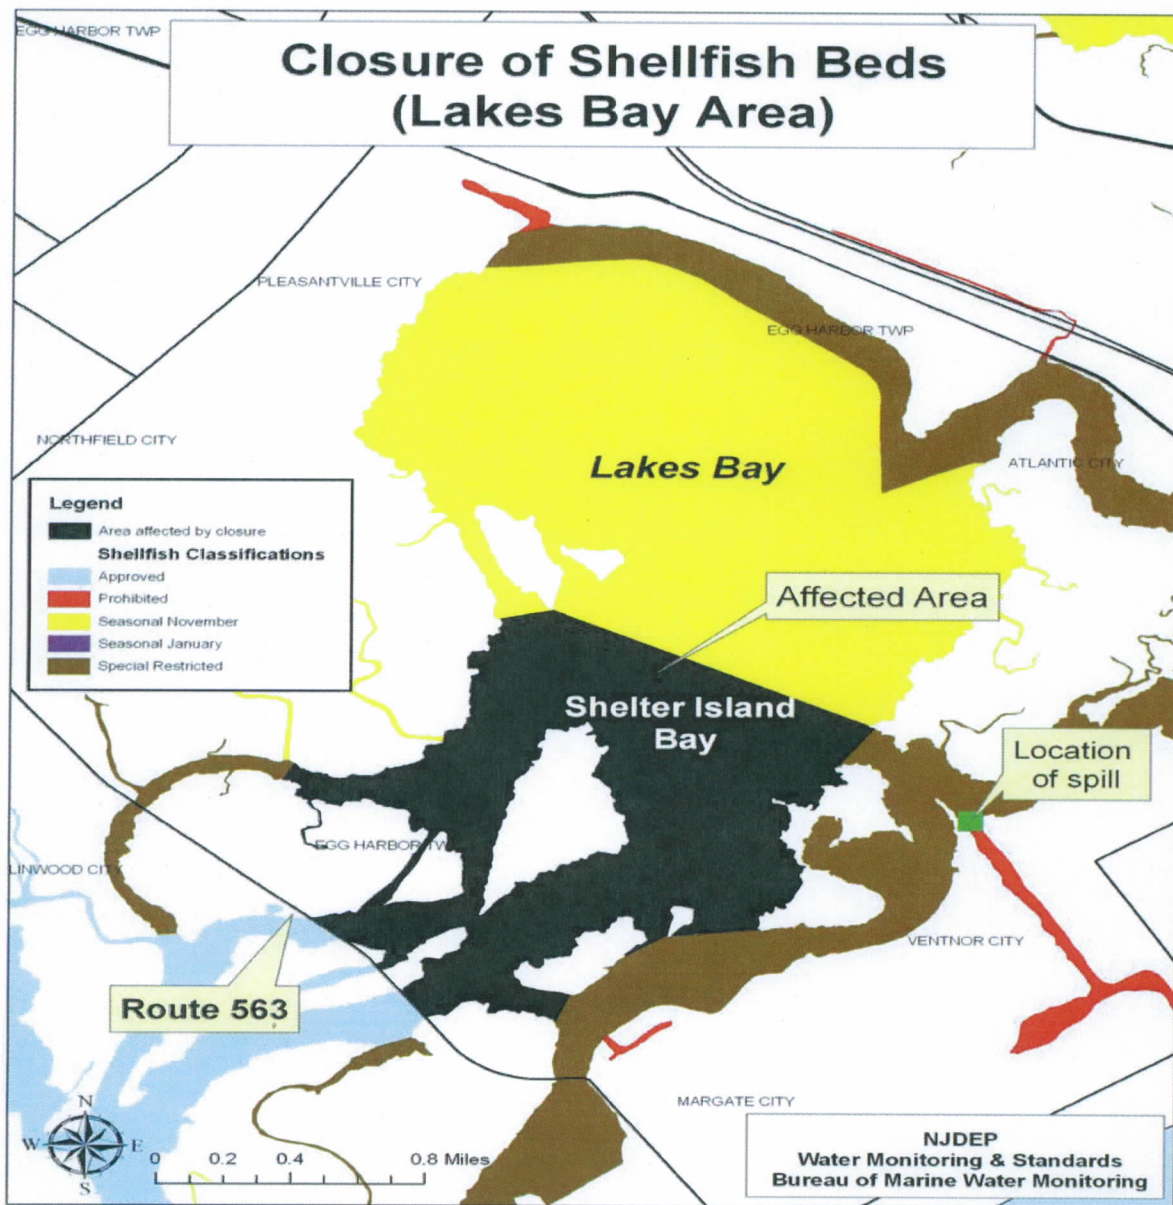 EGG HARBOR TWP
Closure of Shellfish Beds
(Lakes Bay Area)
PLEASANTVILLE CITY
EGG HARBOR TWP
NORTHFIELD CITY
Lakes Bay
ATLANTIC CITY
Legend
Area affected by closure
Shellfish Classifications
Approved
Prohibited
Seasonal November
Seasonal January
Special Restricted
Affected Area
Shelter Island
Bay
Location
of spill
EGG HARBOR TWP
LINWOOD CITY
VENTNOR CITY
Route 563
MARGATE CITY
N
W
E
S
0 0.2 0.4 0.8 Miles
NJDEP
Water Monitoring & Standards
Bureau of Marine Water Monitoring